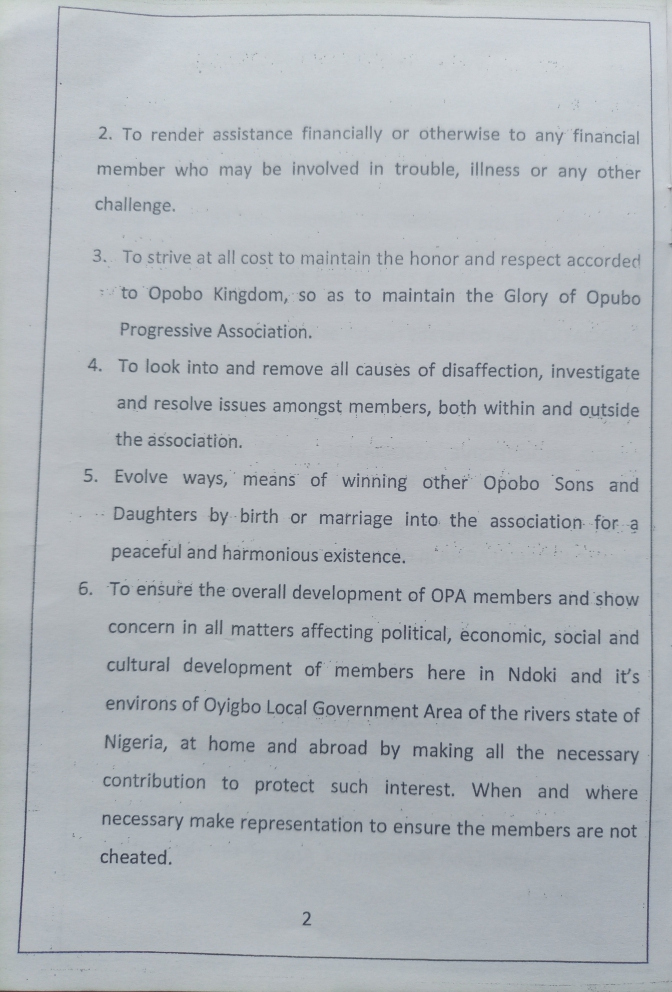 2. To render assistance financially or otherwise to any financial
member who may be involved in trouble, illness or any other
challenge.
3. To strive at all cost to maintain the honor and respect accorded
to Opobo Kingdom, so as to maintain the Glory of Opubo
Progressive Association.
4. To look into and remove all causes of disaffection, investigate
and resolve issues amongst members, both within and outside
the association.
5. Evolve ways, means of winning other Opobo Sons and
Daughters by birth or marriage into the association for a
peaceful and harmonious existence.
6. To ensure the overall development of OPA members and show
concern in all matters affecting political, economic, social and
cultural development of members here in Ndoki and it's
environs of Oyigbo Local Government Area of the rivers state of
Nigeria, at home and abroad by making all the necessary
contribution to protect such interest. When and where
necessary make representation to ensure the members are not
cheated.
2